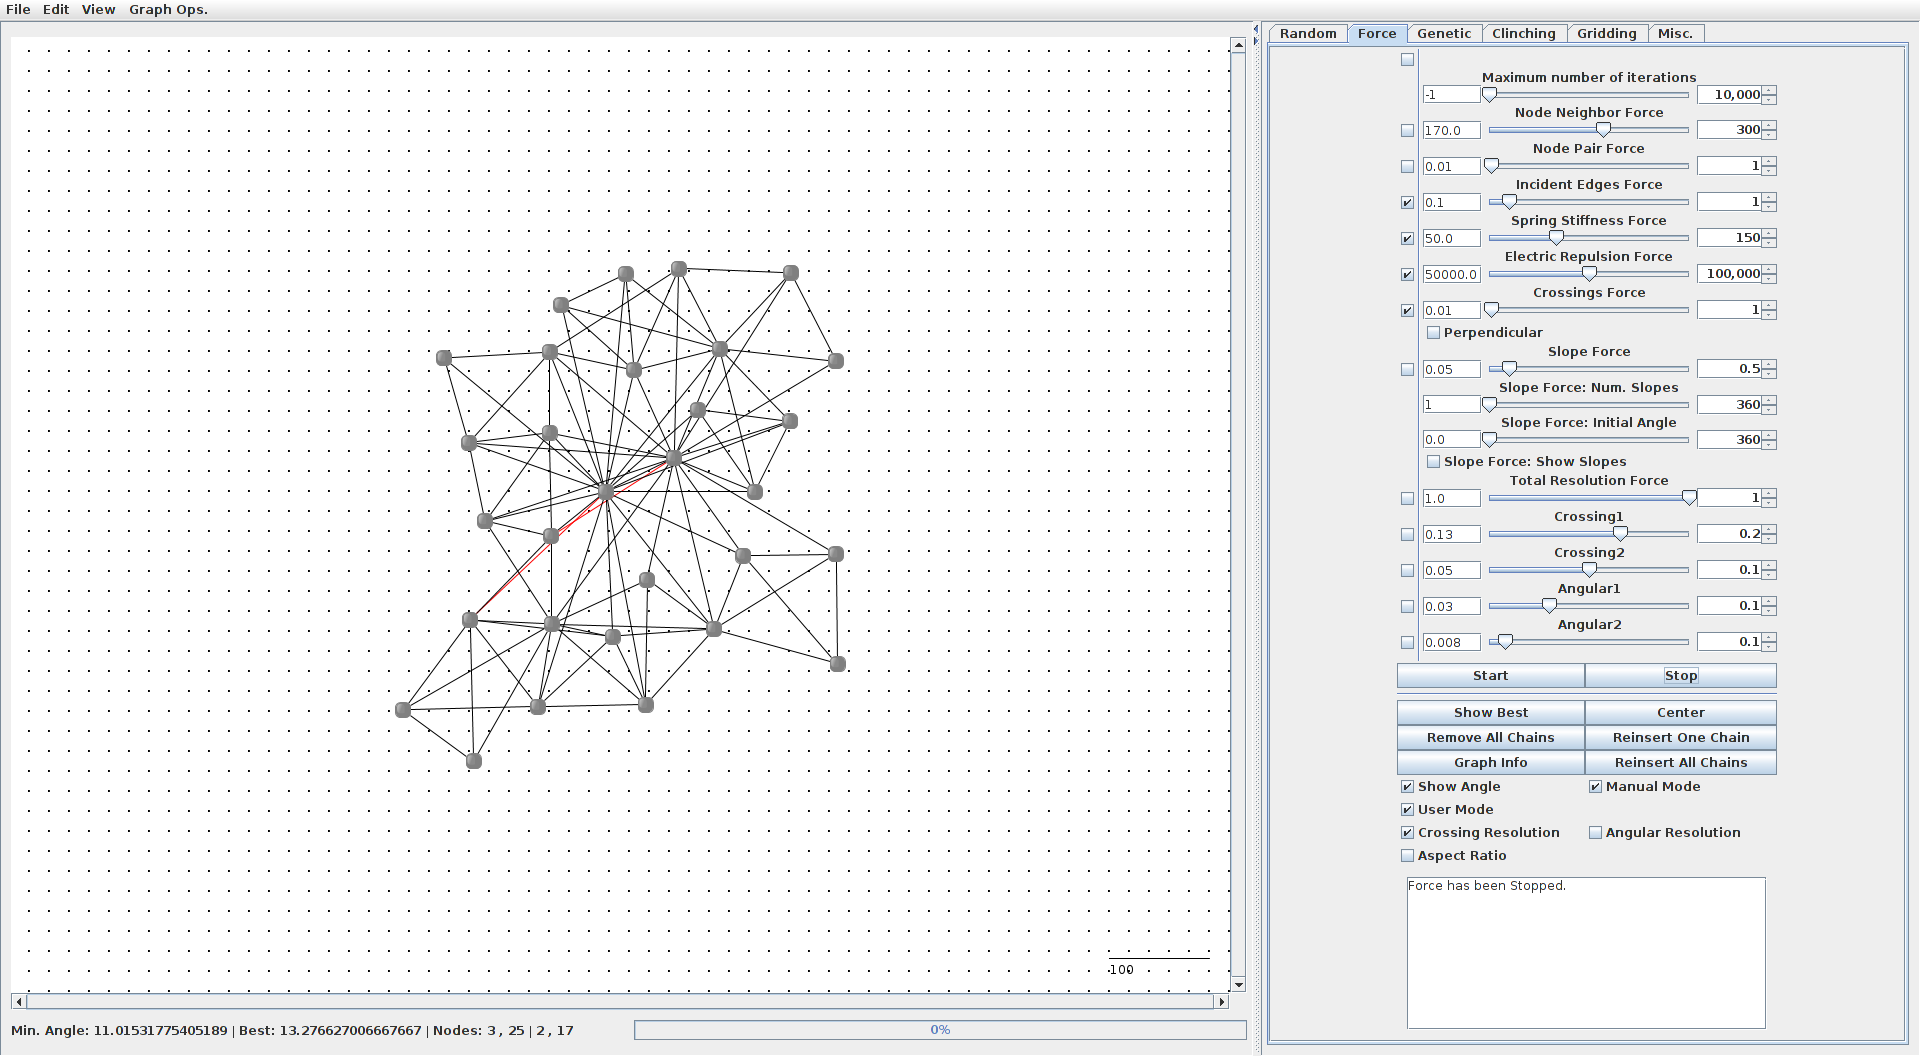 File Edit View Graph Ops.
Random Force Genetic Clinching Gridding Misc.
Maximum number of iterations
-1 10,000
Node Neighbor Force
170.0 300
Node Pair Force
0.01 1
Incident Edges Force
0.1 1
Spring Stiffness Force
50.0 150
Electric Repulsion Force
50000.0 100,000
Crossings Force
0.01 1
Perpendicular
Slope Force
0.05 0.5
Slope Force: Num. Slopes
1 360
Slope Force: Initial Angle
0.0 360
Slope Force: Show Slopes
Total Resolution Force
1.0 1
Crossing1
0.13 0.2
Crossing2
0.05 0.1
Angular1
0.03 0.1
Angular2
0.008 0.1
Start Stop
Show Best Center
Remove All Chains Reinsert One Chain
Graph Info Reinsert All Chains
Show Angle Manual Mode
User Mode
Crossing Resolution Angular Resolution
Aspect Ratio
Force has been Stopped.
100
Min. Angle: 11.01531775405189 | Best: 13.276627006667667 | Nodes: 3 , 25 | 2 , 17
0%